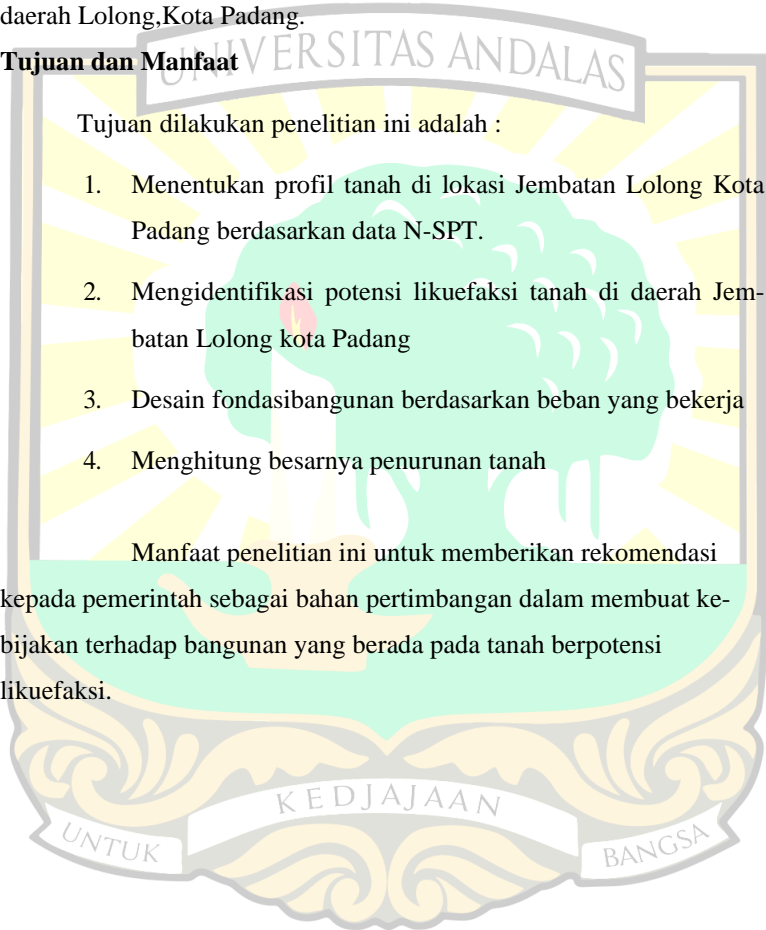 daerah Lolong,Kota Padang.
Tujuan dan Manfaat
UNIVERSITAS ANDALAS
Tujuan dilakukan penelitian ini adalah :
1. Menentukan profil tanah di lokasi Jembatan Lolong Kota
Padang berdasarkan data N-SPT.
2. Mengidentifikasi potensi likuefaksi tanah di daerah Jem-
batan Lolong kota Padang
3. Desain fondasibangunan berdasarkan beban yang bekerja
4. Menghitung besarnya penurunan tanah
Manfaat penelitian ini untuk memberikan rekomendasi
kepada pemerintah sebagai bahan pertimbangan dalam membuat ke-
bijakan terhadap bangunan yang berada pada tanah berpotensi
likuefaksi.
UNTUK KEDJAJAAN BANGSA